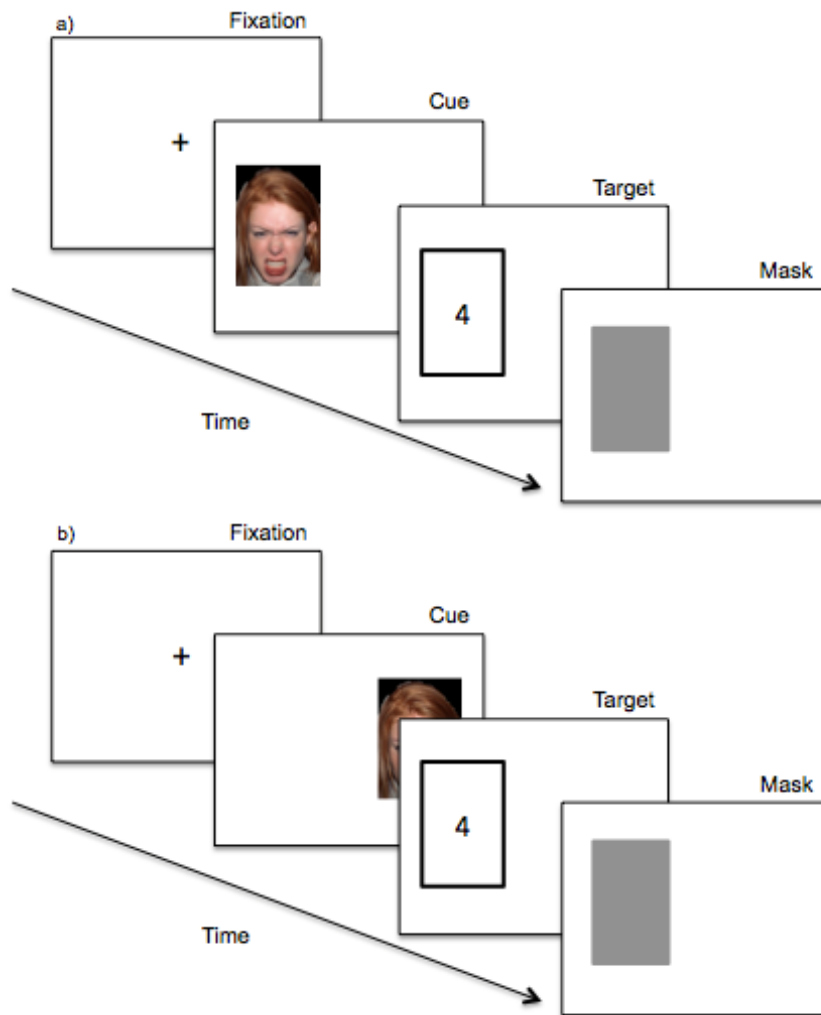 a)
Fixation
+
Cue
Target
4
Mask
Time
b)
Fixation
+
Cue
Target
4
Mask
Time